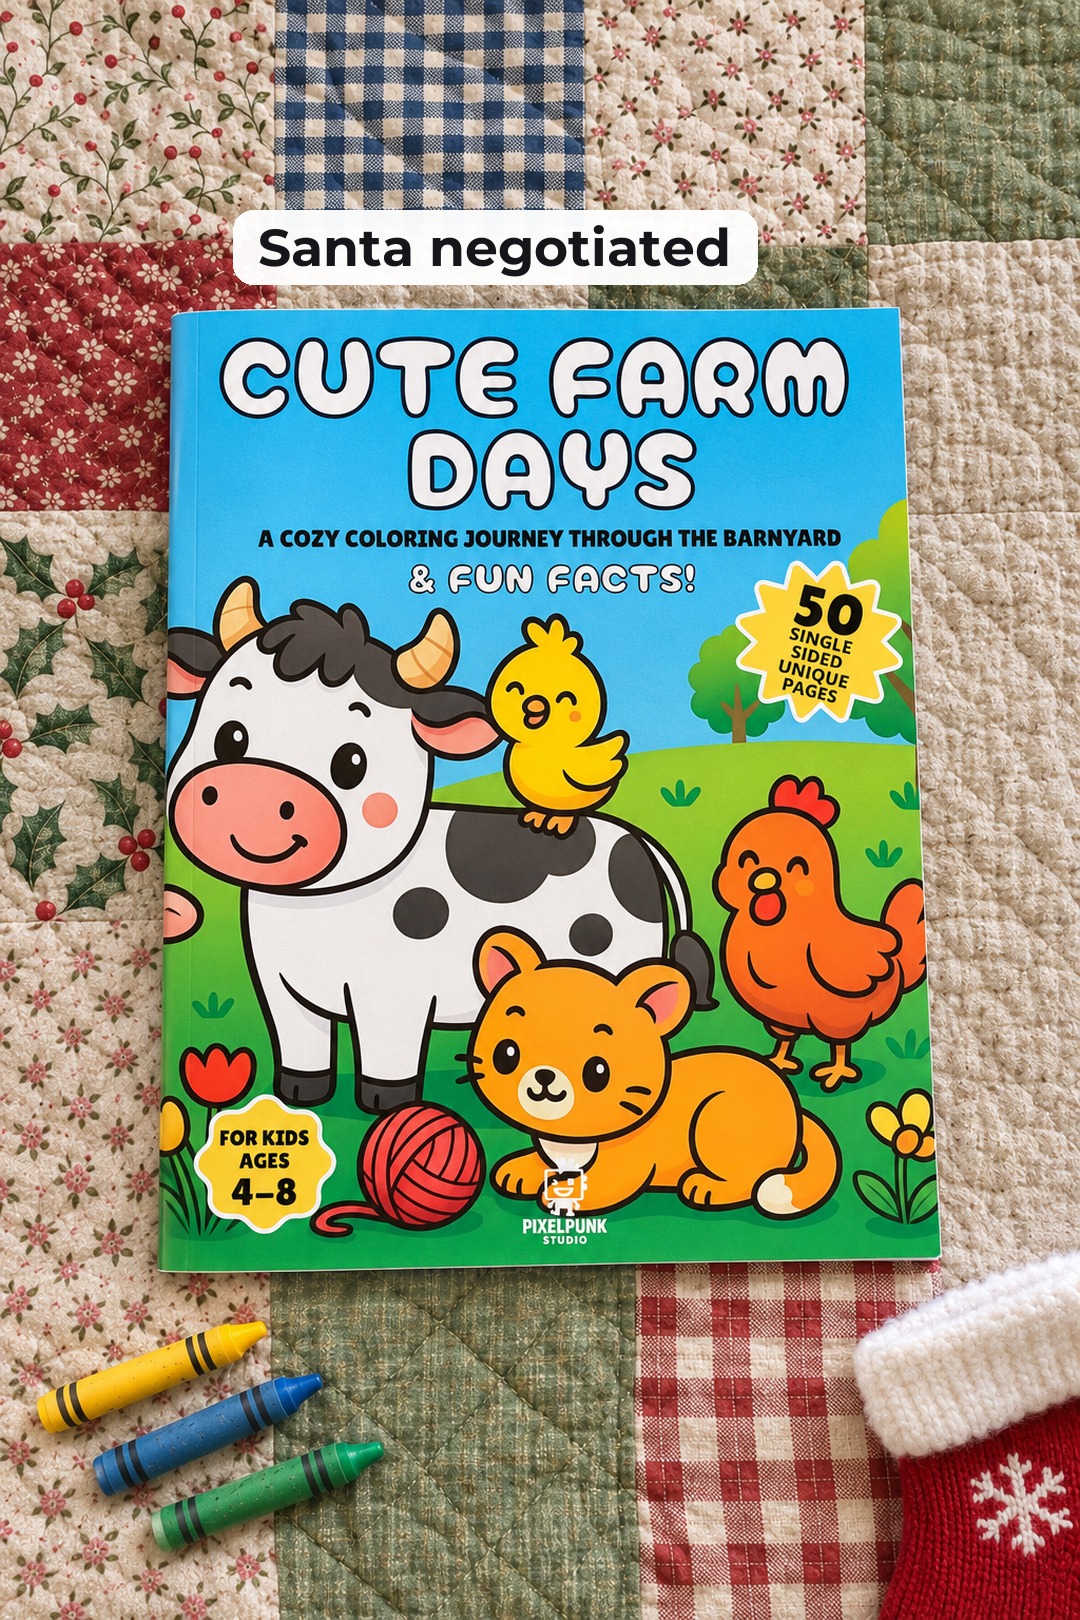 Santa negotiated
CUTE FARM
DAYS
A COZY COLORING JOURNEY THROUGH THE BARNYARD
& FUN FACTS!
50
SINGLE
SIDED
UNIQUE
PAGES
FOR KIDS
AGES
4–8
PIXELPUNK
STUDIO